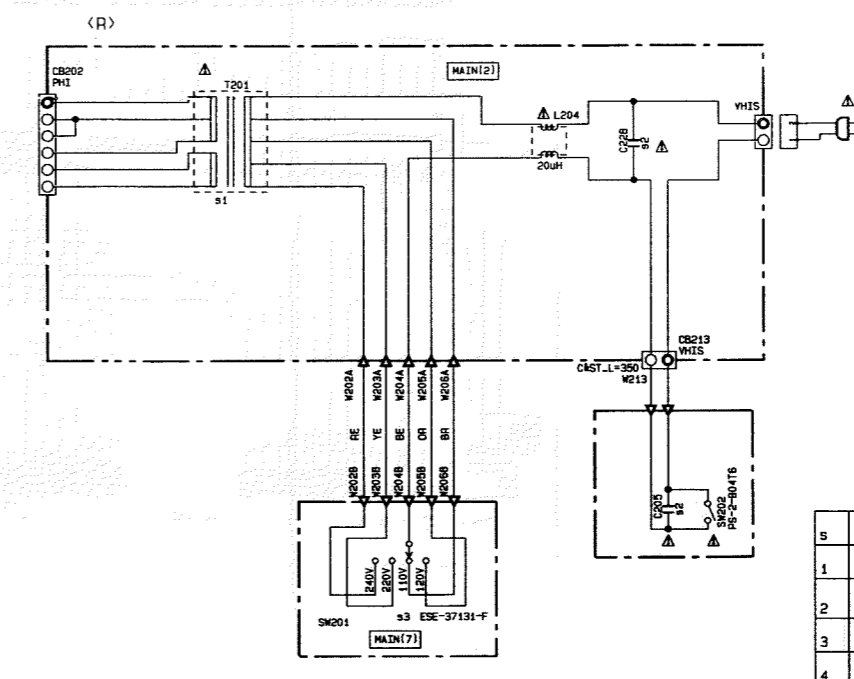 <R>
CB202
PHI
T201
s1
MAIN(2)
L204
20uH
C228
s2
VHIS
CB213
VHIS
C#ST_L=350
W213
W202A
W203A
W204A
W205A
W206A
RE
YE
BE
OR
BR
W202B
W203B
W204B
W205B
W206B
240V
220V
110V
120V
SW201
s3 ESE-37131-F
MAIN(7)
C205
s2
SW202
PS-2-B04T6
S
1
2
3
4